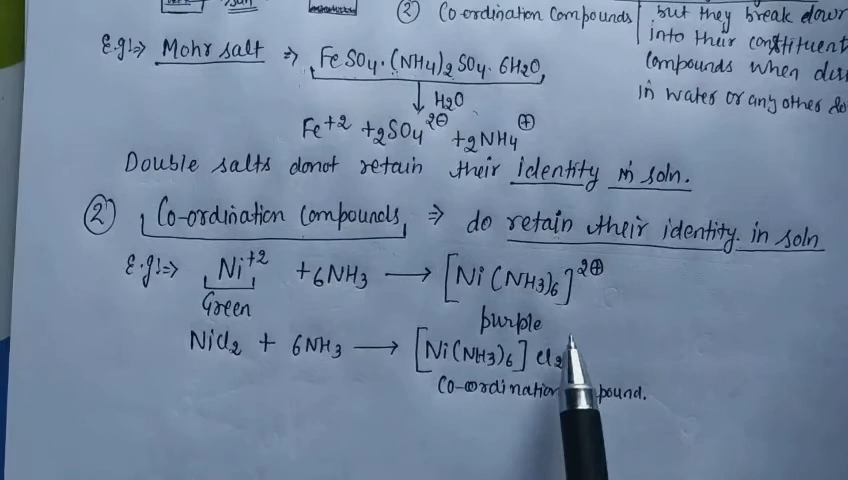 ② Co-ordination compounds
but they break down
into their constituent
compounds when
in water or any other
E.g:⇒ Mohr salt ⇒ FeSO4·(NH4)2SO4·6H2O
↓ H2O
Fe+2 + 2SO4 2⊖ + 2NH4 ⊕
Double salts donot retain their identity in soln.
② Co-ordination compounds ⇒ do retain their identity in soln
E.g:⇒ Ni+2 + 6NH3 ⟶ [Ni(NH3)6]2⊕
Green
purple
NiCl2 + 6NH3 ⟶ [Ni(NH3)6]Cl2
Co-ordination pound.